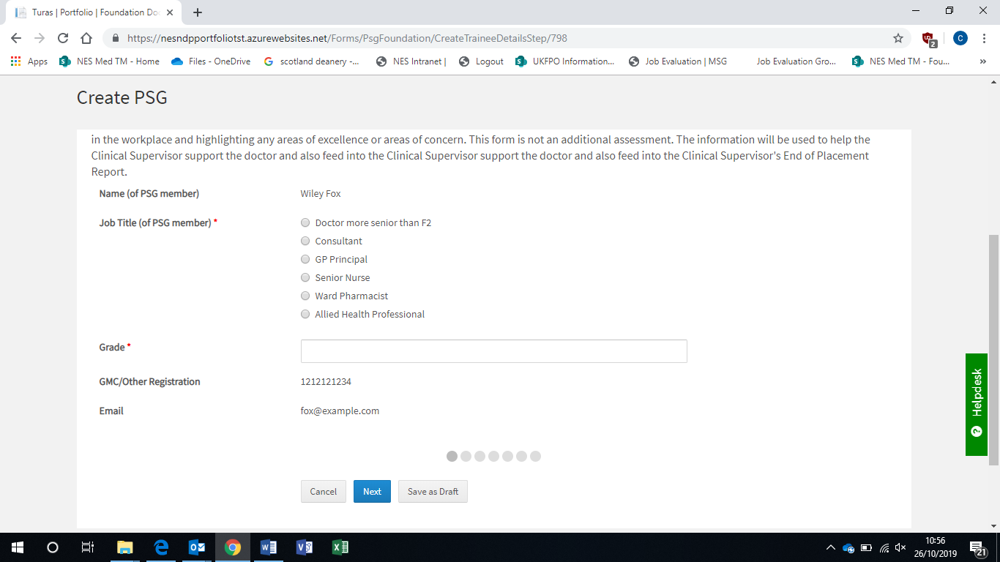 Turas | Portfolio | Foundation Do
https://nesndpportfoliotst.azurewebsites.net/Forms/PsgFoundation/CreateTraineeDetailsStep/798
2
C
Apps
NES Med TM - Home
Files - OneDrive
scotland deanery -...
NES Intranet |
Logout
UKFPO Information...
Job Evaluation | MSG
Job Evaluation Gro...
NES Med TM - Fou...
»
Create PSG
in the workplace and highlighting any areas of excellence or areas of concern. This form is not an additional assessment. The information will be used to help the
Clinical Supervisor support the doctor and also feed into the Clinical Supervisor support the doctor and also feed into the Clinical Supervisor's End of Placement
Report.
Name (of PSG member) Wiley Fox
Job Title (of PSG member) *
Doctor more senior than F2
Consultant
GP Principal
Senior Nurse
Ward Pharmacist
Allied Health Professional
Grade *
GMC/Other Registration 1212121234
Email fox@example.com
Helpdesk
Cancel Next Save as Draft
10:56
26/10/2019
21